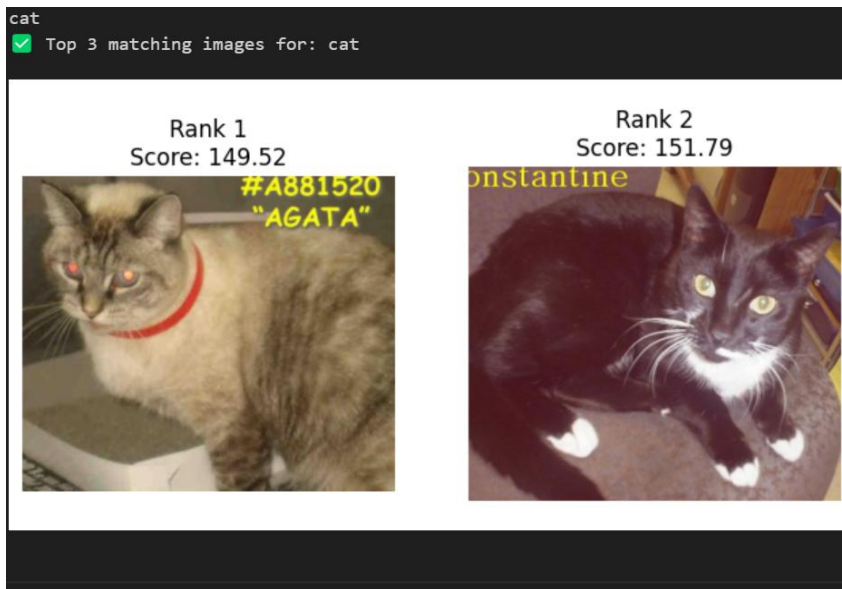 cat
✅ Top 3 matching images for: cat
Rank 1
Score: 149.52
#A881520
“AGATA”
Rank 2
Score: 151.79
onstantine